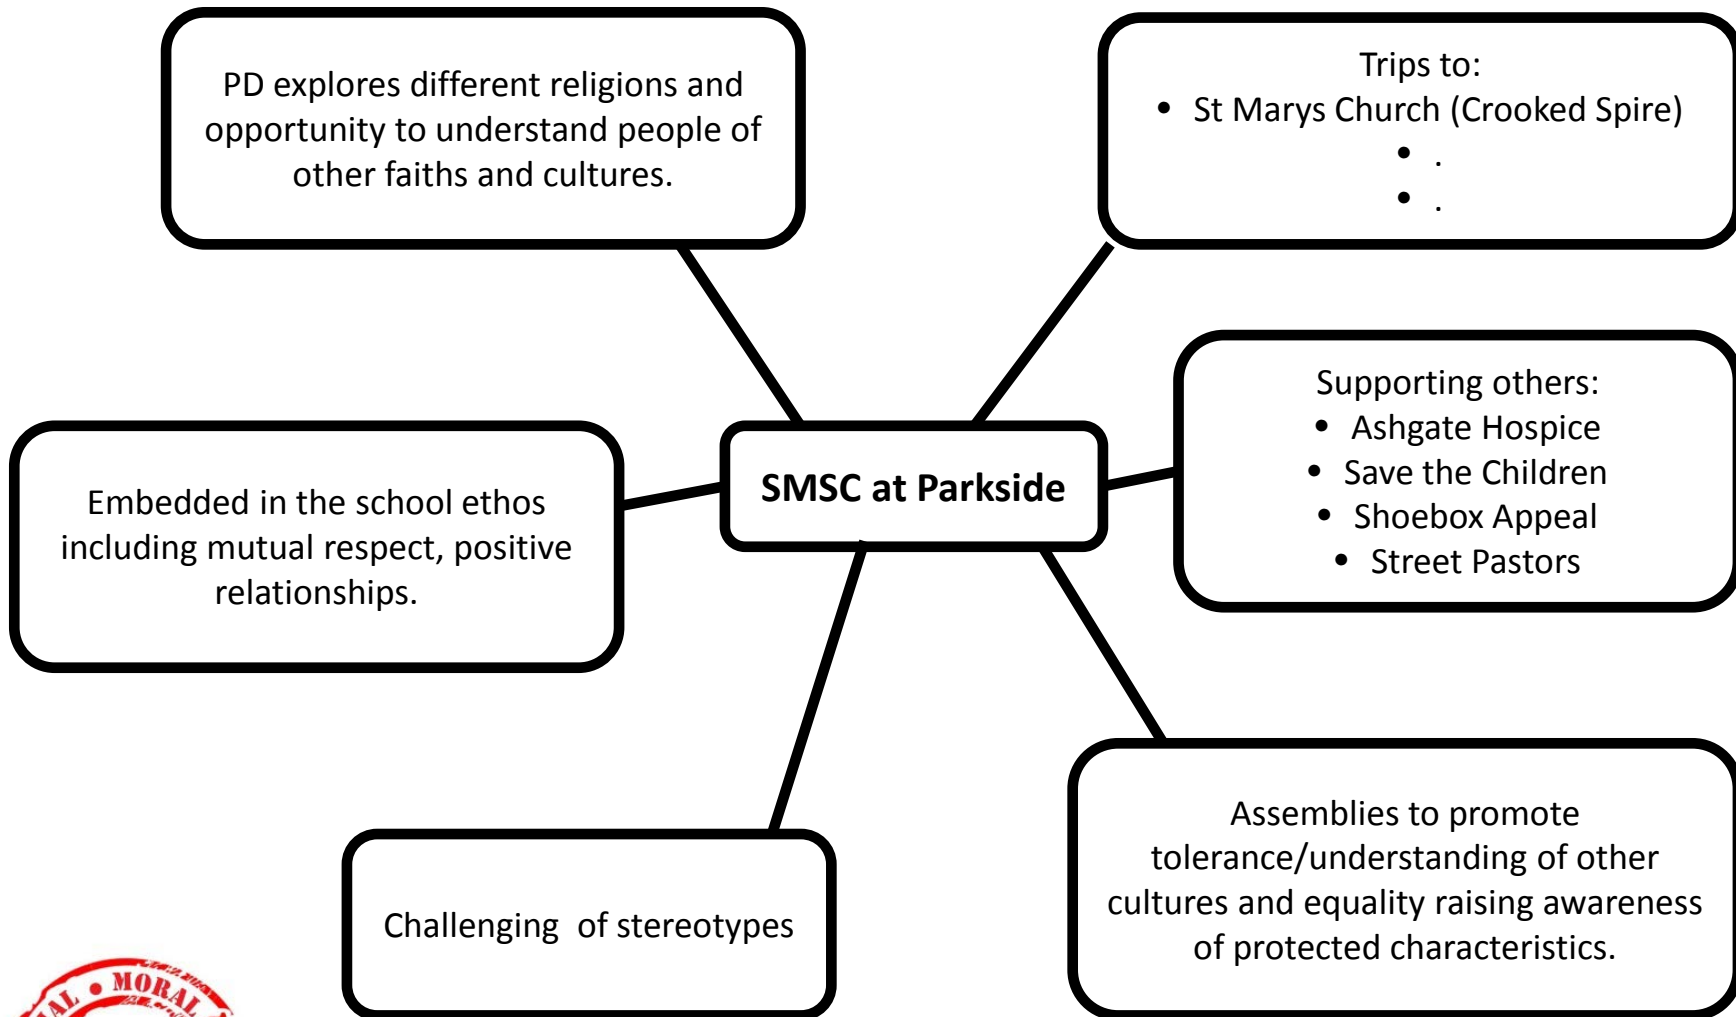 PD explores different religions and
opportunity to understand people of
other faiths and cultures.
Trips to:
• St Marys Church (Crooked Spire)
• .
• .
Supporting others:
• Ashgate Hospice
• Save the Children
• Shoebox Appeal
• Street Pastors
SMSC at Parkside
Embedded in the school ethos
including mutual respect, positive
relationships.
Assemblies to promote
tolerance/understanding of other
cultures and equality raising awareness
of protected characteristics.
Challenging  of stereotypes
• MORAL